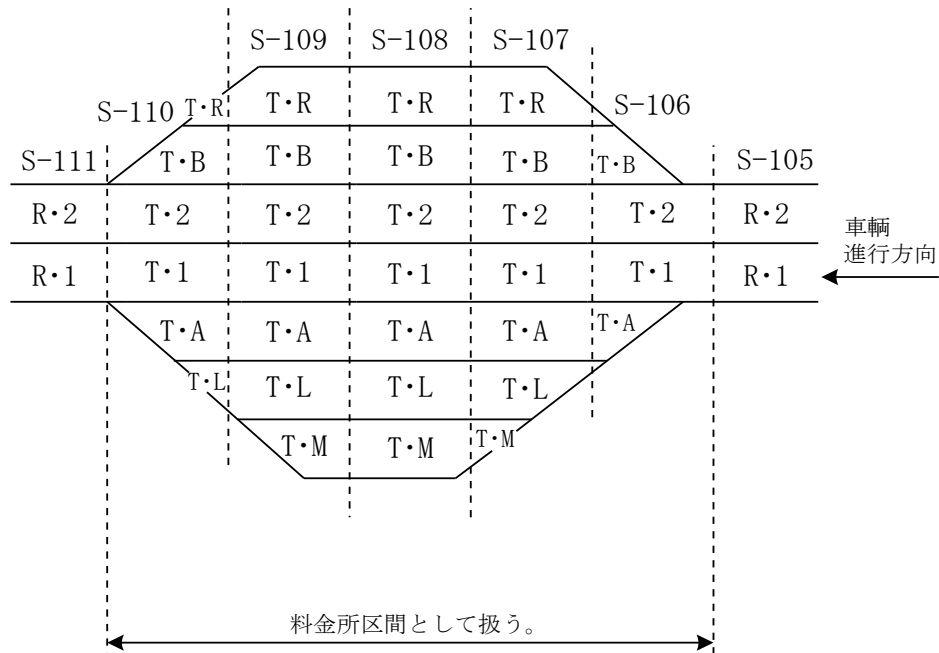 S-109 S-108 S-107
S-110 T・R T・R T・R T・R S-106
S-111 T・B T・B T・B T・B T・B S-105
R・2 T・2 T・2 T・2 T・2 T・2 R・2
車輌
進行方向
R・1 T・1 T・1 T・1 T・1 T・1 R・1
T・A T・A T・A T・A T・A
T・L T・L T・L T・L
T・M T・M T・M
料金所区間として扱う。